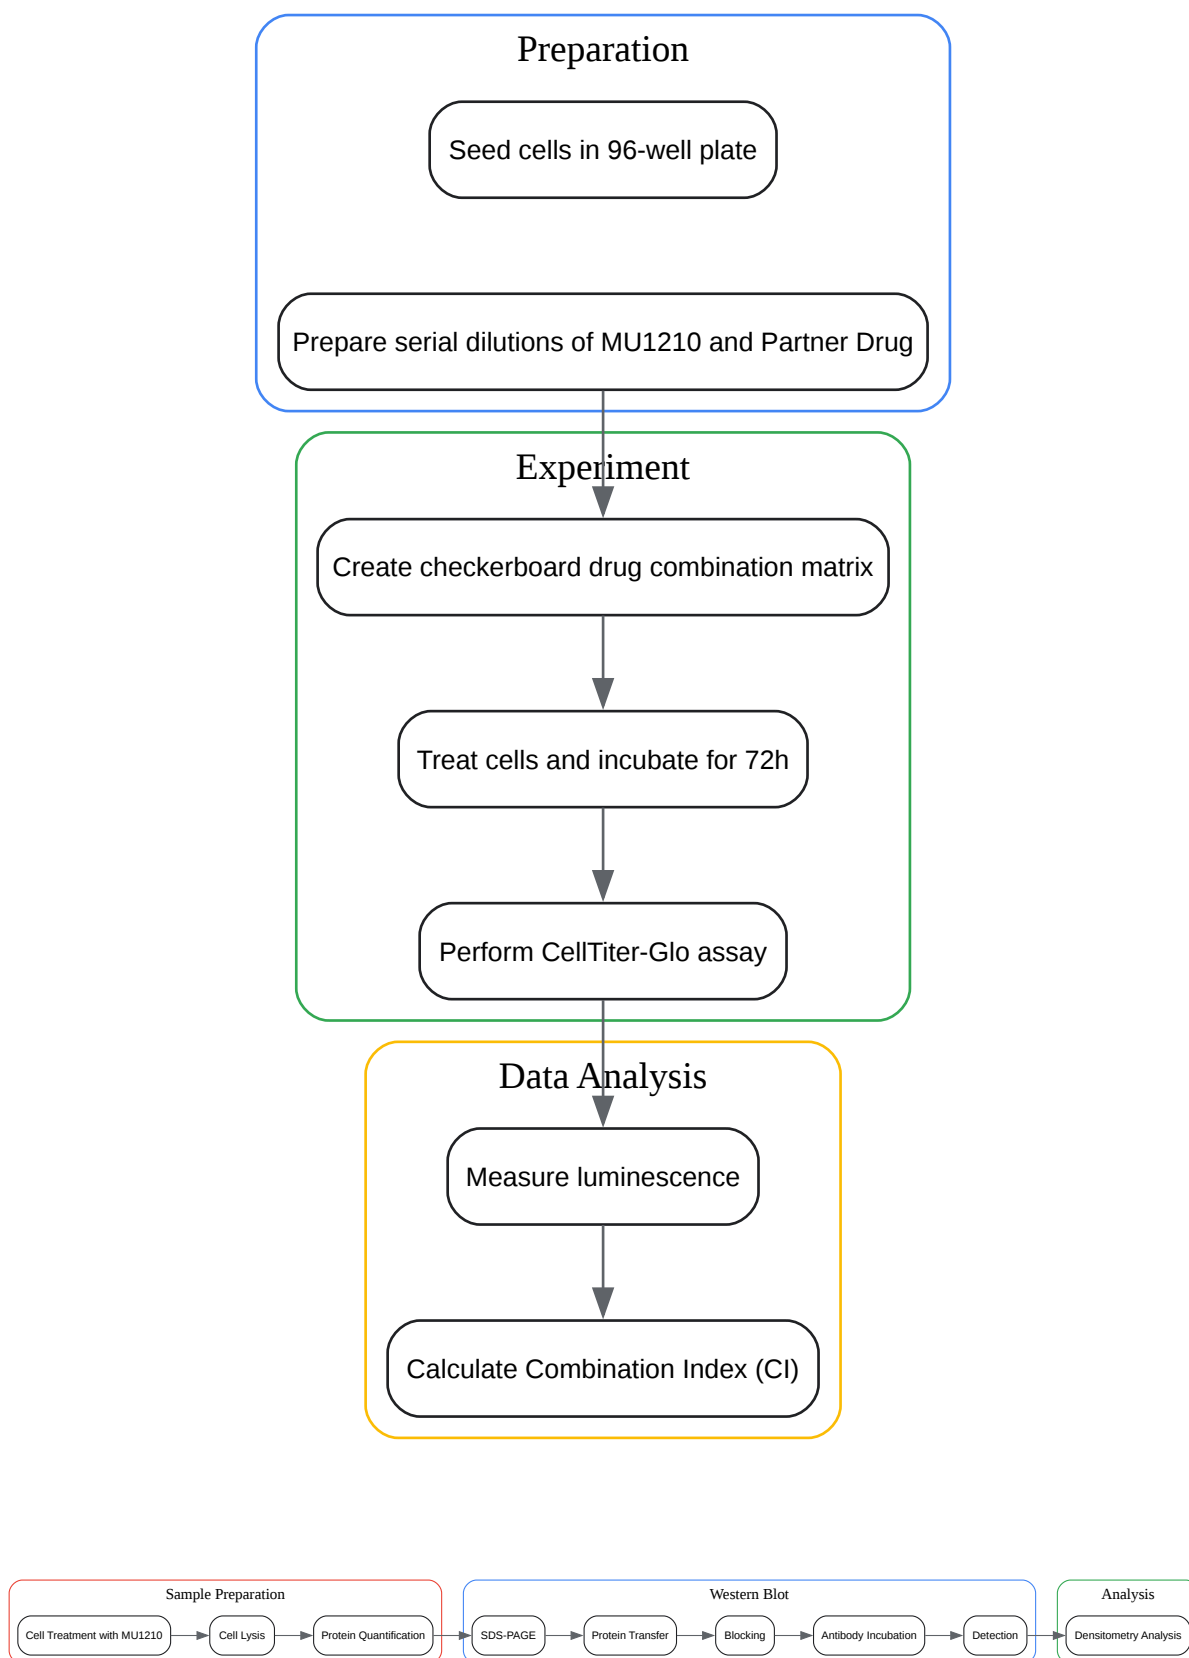 Preparation
Seed cells in 96-well plate
Prepare serial dilutions of MU1210 and Partner Drug
Experiment
Create checkerboard drug combination matrix
Treat cells and incubate for 72h
Perform CellTiter-Glo assay
Data Analysis
Measure luminescence
Calculate Combination Index (CI)
Sample Preparation
Cell Treatment with MU1210
Cell Lysis
Protein Quantification
Western Blot
SDS-PAGE
Protein Transfer
Blocking
Antibody Incubation
Detection
Analysis
Densitometry Analysis